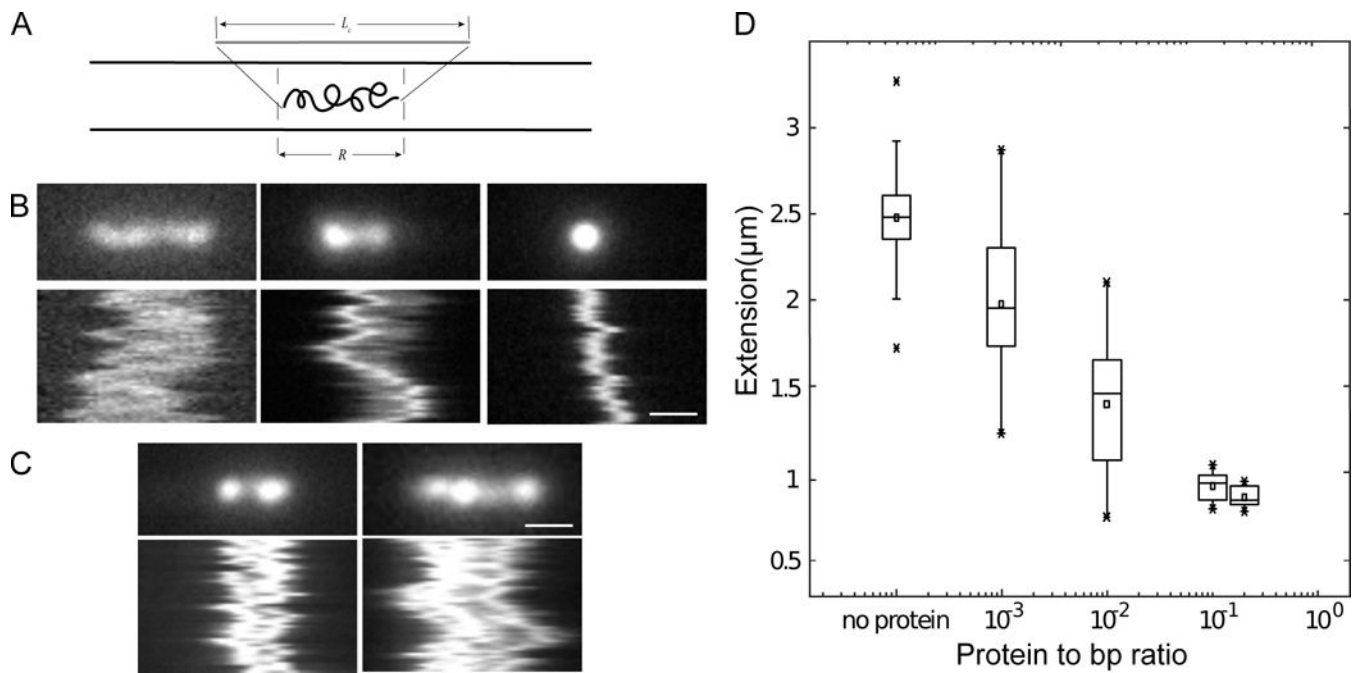 A
L_c
R
B
C
D
3
2.5
2
1.5
1
0.5
Extension(µm)
no protein 10^-3 10^-2 10^-1 10^0
Protein to bp ratio